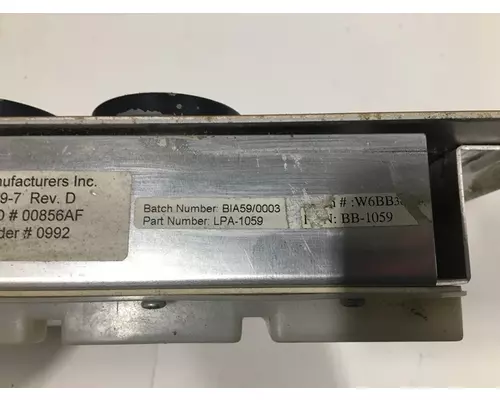 nufacturers Inc.
9-7 Rev. D
D # 00856AF
der # 0992
Batch Number: BIA59/0003
Part Number: LPA-1059
# :W6BB3
N: BB-1059